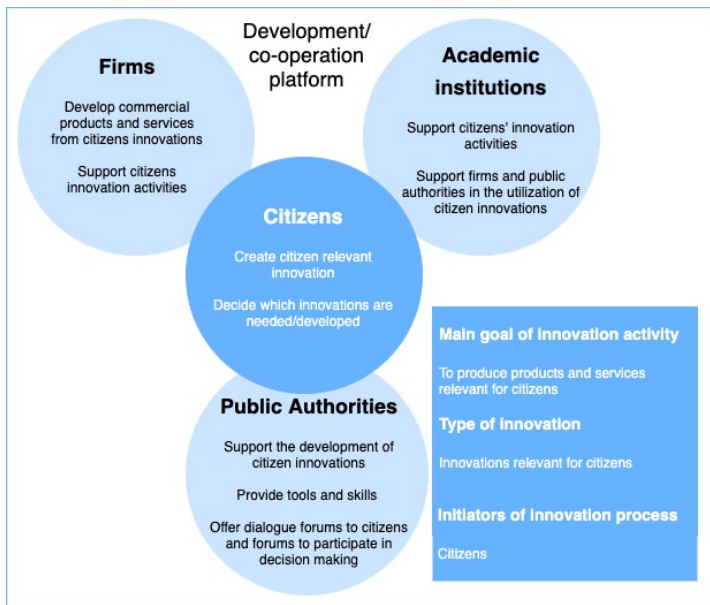 Development/
co-operation
platform
Firms
Develop commercial
products and services
from citizens innovations
Support citizens
innovation activities
Academic
institutions
Support citizens' innovation
activities
Support firms and public
authorities in the utilization of
citizen innovations
Citizens
Create citizen relevant
innovation
Decide which innovations are
needed/developed
Public Authorities
Support the development of
citizen innovations
Provide tools and skills
Offer dialogue forums to citizens
and forums to participate in
decision making
Main goal of innovation activity
To produce products and services
relevant for citizens
Type of innovation
Innovations relevant for citizens
Initiators of innovation process
Citizens